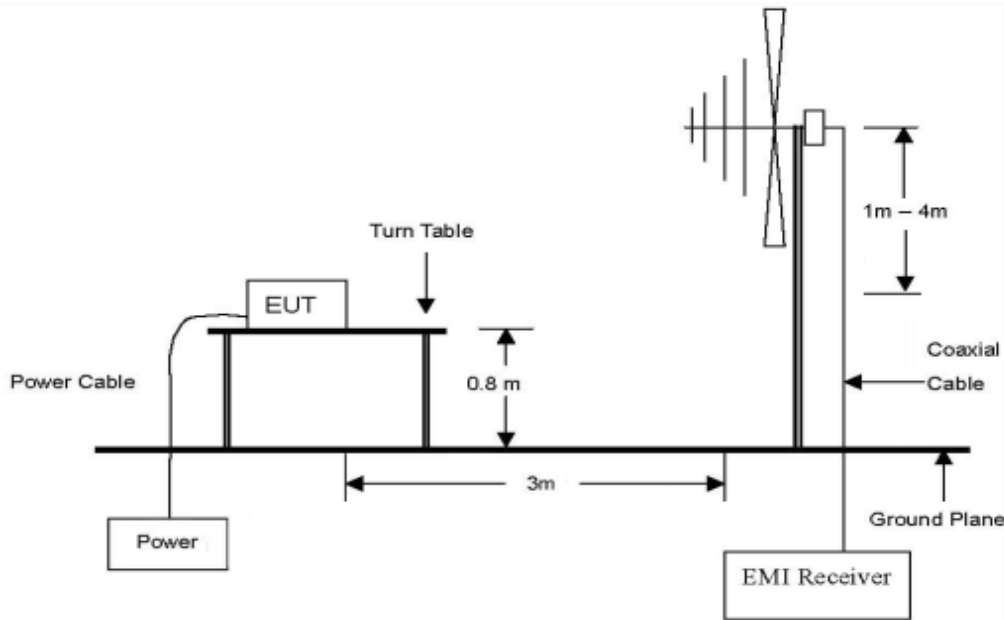 1m – 4m
Turn Table
EUT
Coaxial
Cable
Power Cable
0.8 m
3m
Ground Plane
Power
EMI Receiver